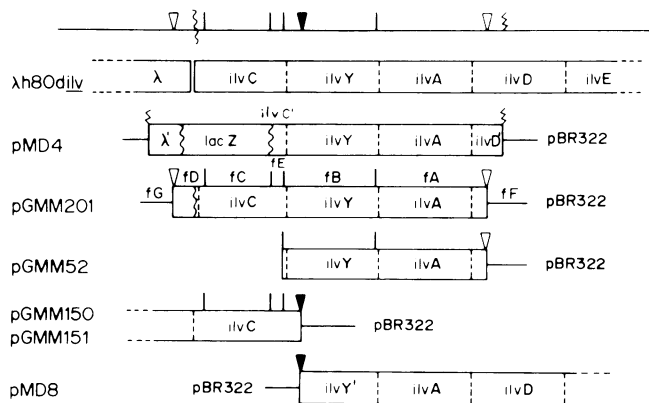 λh80dilv λ ilvC ilvY ilvA ilvD ilvE
ilvC'
pMD4 λ' lacZ ilvY ilvA ilvD' pBR322
fE
fG fD fC fB fA fF
pGMM201 ilvC ilvY ilvA pBR322
pGMM52 ilvY ilvA pBR322
pGMM150
pGMM151 ilvC pBR322
pMD8 pBR322 ilvY' ilvA ilvD